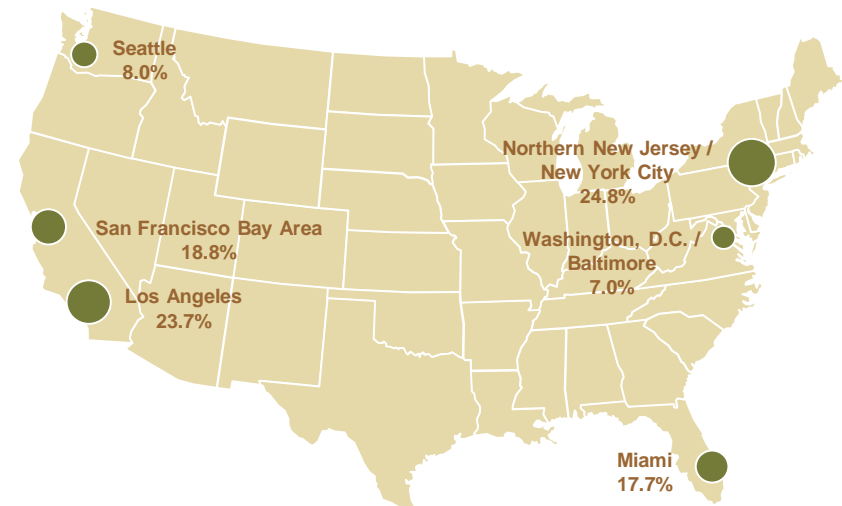 Seattle
8.0%
Northern New Jersey /
New York City
24.8%
San Francisco Bay Area
18.8%
Washington, D.C. /
Baltimore
7.0%
Los Angeles
23.7%
Miami
17.7%